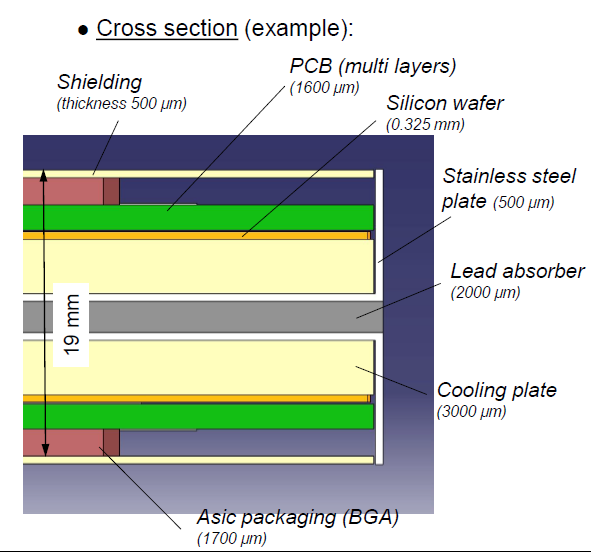 • Cross section (example):
PCB (multi layers)
(1600 µm)
Shielding
(thickness 500 µm)
Silicon wafer
(0.325 mm)
Stainless steel
plate (500 µm)
Lead absorber
(2000 µm)
19 mm
Cooling plate
(3000 µm)
Asic packaging (BGA)
(1700 µm)